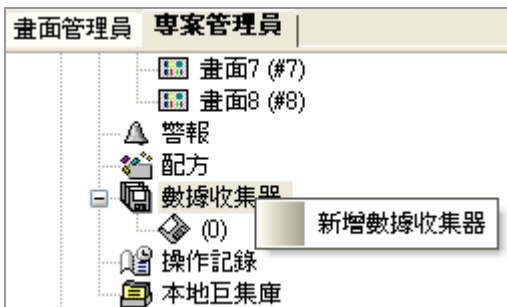 畫面管理員 專案管理員
畫面7 (#7)
畫面8 (#8)
警報
配方
數據收集器
新增數據收集器
(0)
操作記錄
本地巨集庫